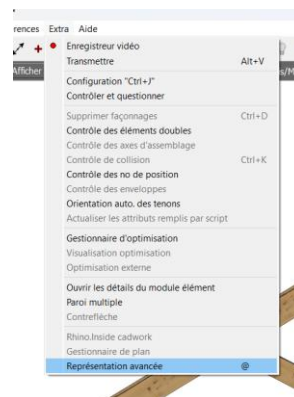 rences Extra Aide
Enregistreur vidéo
Transmettre Alt+V
Afficher
Configuration "Ctrl+J"
Contrôler et questionner
Supprimer façonnages Ctrl+D
Contrôle des éléments doubles
Contrôle des axes d'assemblage
Contrôle de collision Ctrl+K
Contrôle des no de position
Contrôle des enveloppes
Orientation auto. des tenons
Actualiser les attributs remplis par script
Gestionnaire d'optimisation
Visualisation optimisation
Optimisation externe
Ouvrir les détails du module élément
Paroi multiple
Contreflèche
Rhino.Inside cadwork
Gestionnaire de plan
Représentation avancée @